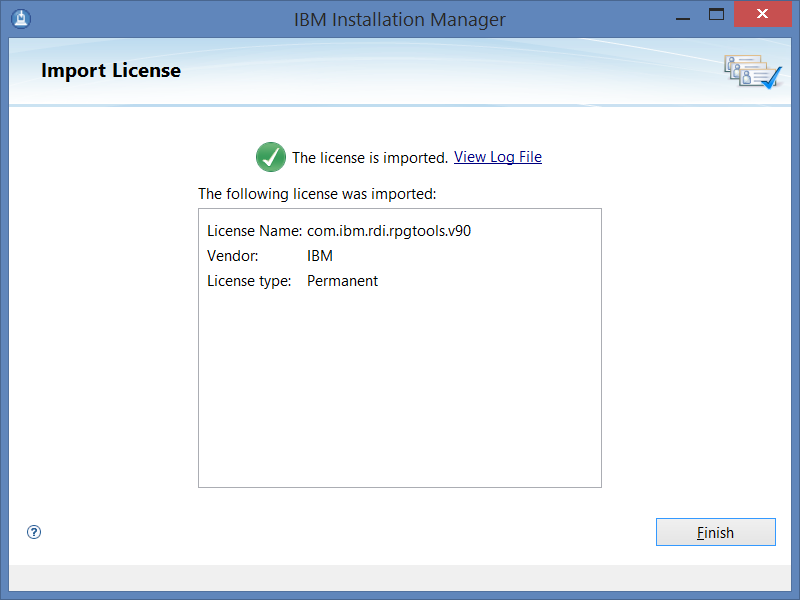 IBM Installation Manager
Import License
The license is imported. View Log File
The following license was imported:
License Name: com.ibm.rdi.rpgtools.v90
Vendor: IBM
License type: Permanent
?
Finish